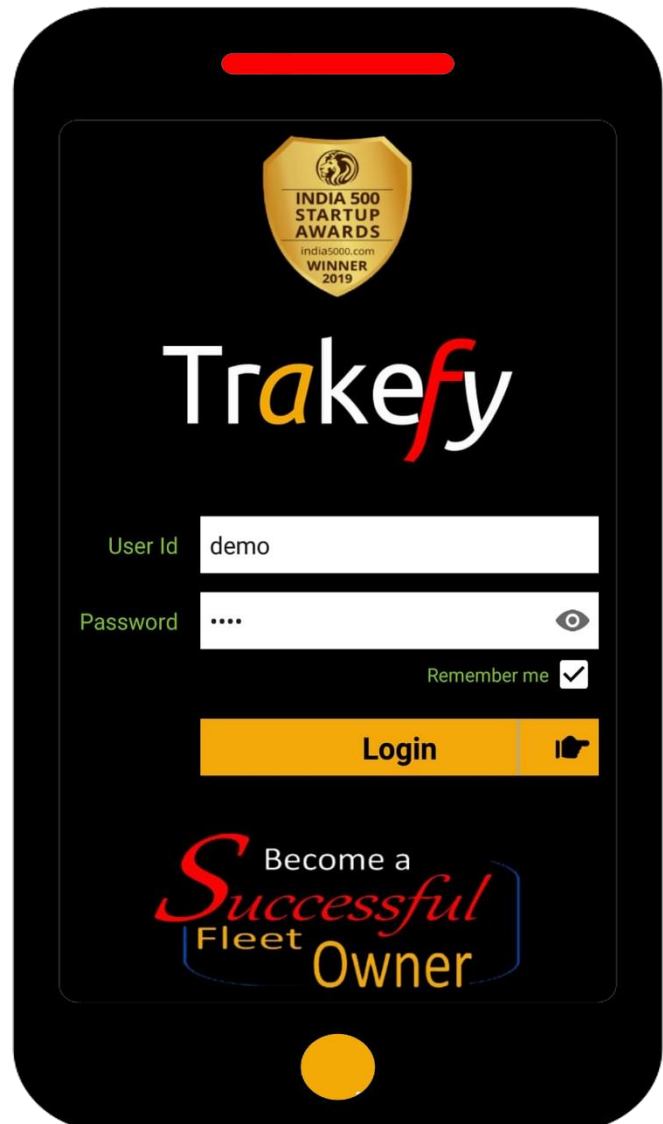 INDIA 500
STARTUP
AWARDS
india5000.com
WINNER
2019
Trakefy
User Id demo
Password ••••
Remember me
Login
Become a
Successful
Fleet
Owner